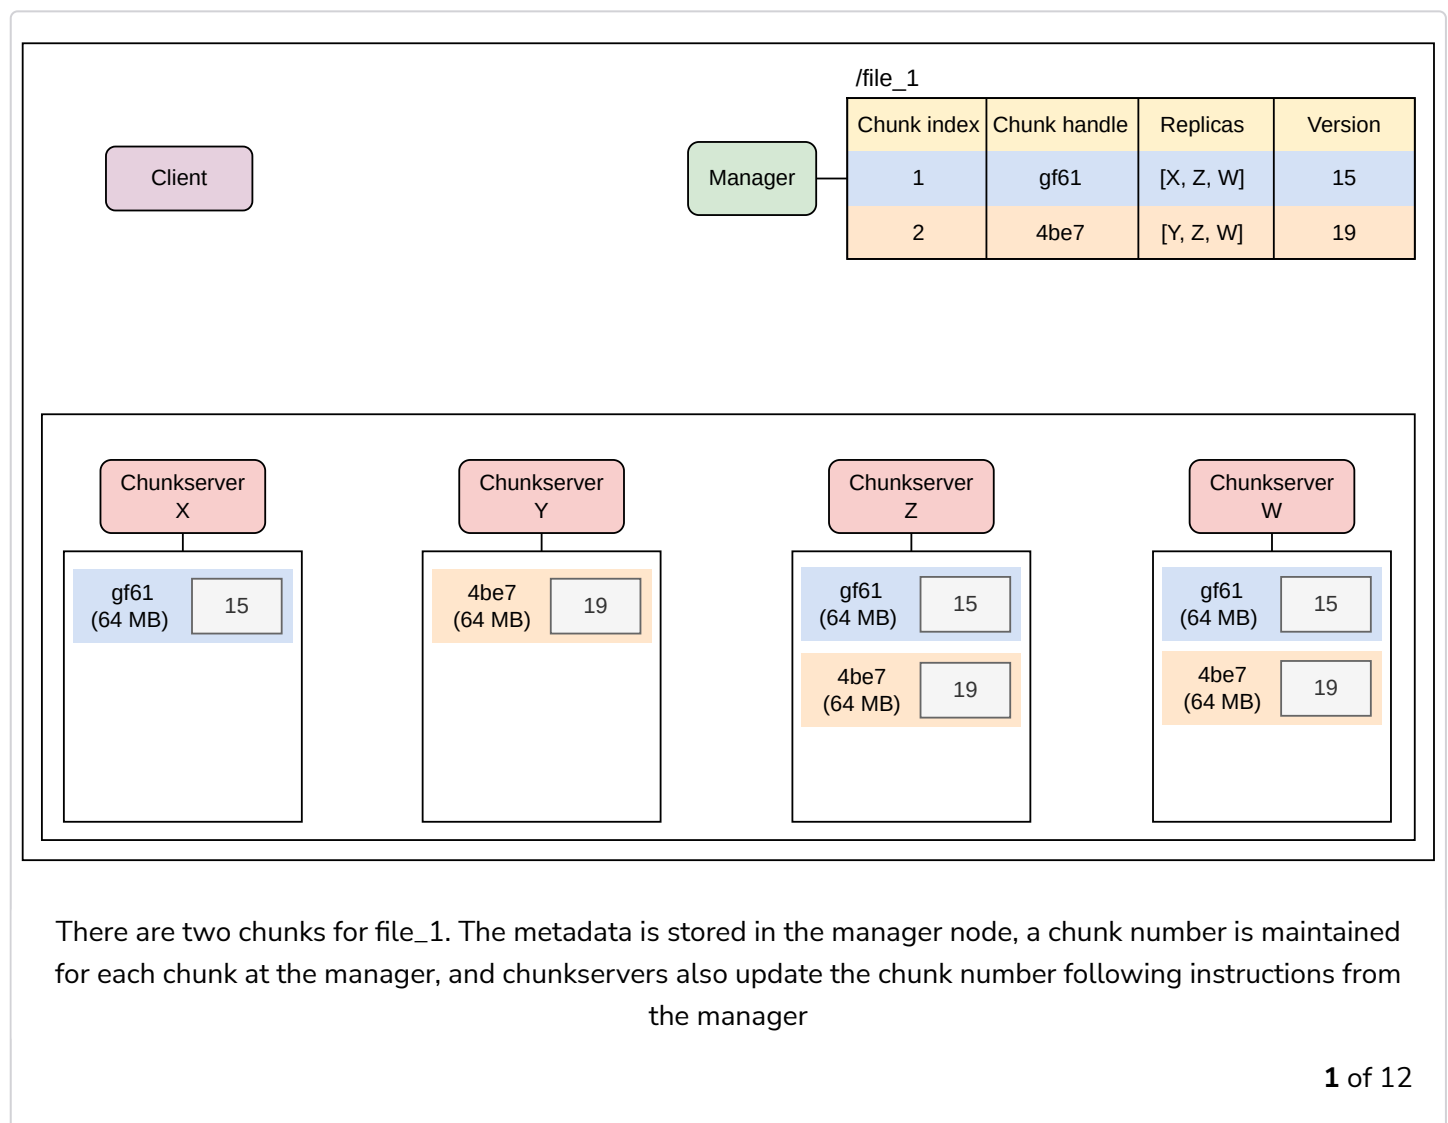 /file_1
Chunk index Chunk handle Replicas Version
Client
Manager
1 gf61 [X, Z, W] 15
2 4be7 [Y, Z, W] 19
Chunkserver
X
Chunkserver
Y
Chunkserver
Z
Chunkserver
W
gf61
(64 MB)
15
4be7
(64 MB)
19
gf61
(64 MB)
15
4be7
(64 MB)
19
gf61
(64 MB)
15
4be7
(64 MB)
19
There are two chunks for file_1. The metadata is stored in the manager node, a chunk number is maintained
for each chunk at the manager, and chunkservers also update the chunk number following instructions from
the manager
1 of 12